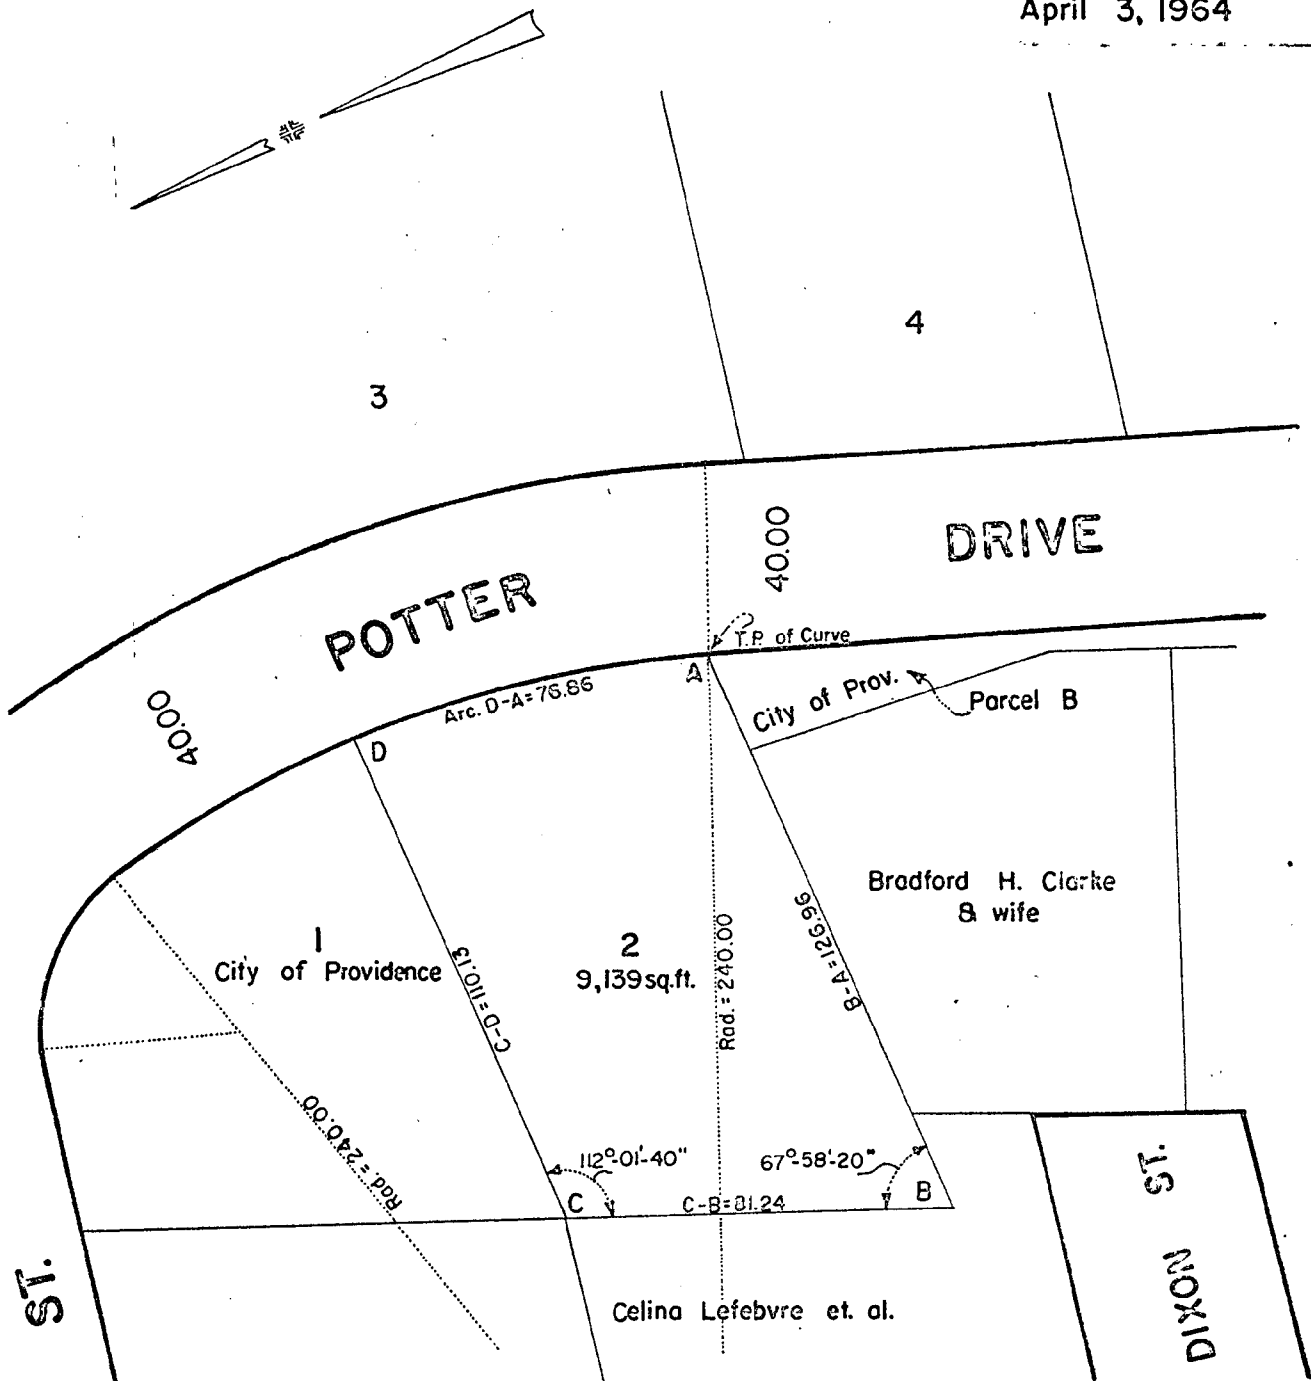 April 3, 1964
4
3
40.00
DRIVE
POTTER
T.P. of Curve
A
Arc. D-A=76.86
City of Prov.
Parcel B
40.00
D
Bradford H. Clarke
& wife
1
City of Providence
2
9,139 sq.ft.
C-D=110.13
Rad.=240.00
B-A=126.96
Rad.=240.00
112°-01'-40"
67°-58'-20"
C
C-B=81.24
B
ST.
DIXON ST.
Celina Lefebvre et. al.